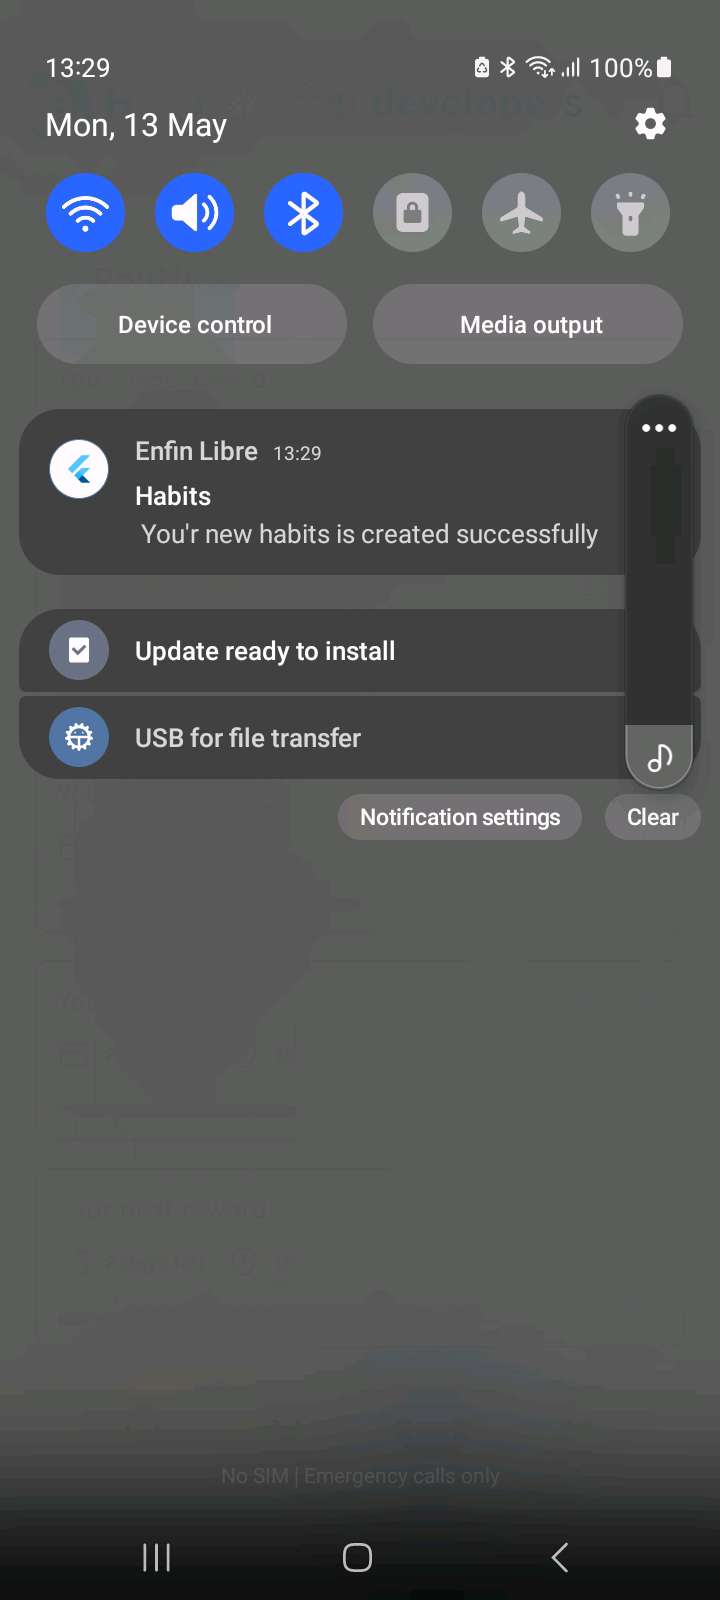 13:29
100%
Mon, 13 May
Device control
Media output
Enfin Libre 13:29
Habits
You'r new habits is created successfully
Update ready to install
USB for file transfer
Notification settings
Clear
No SIM | Emergency calls only